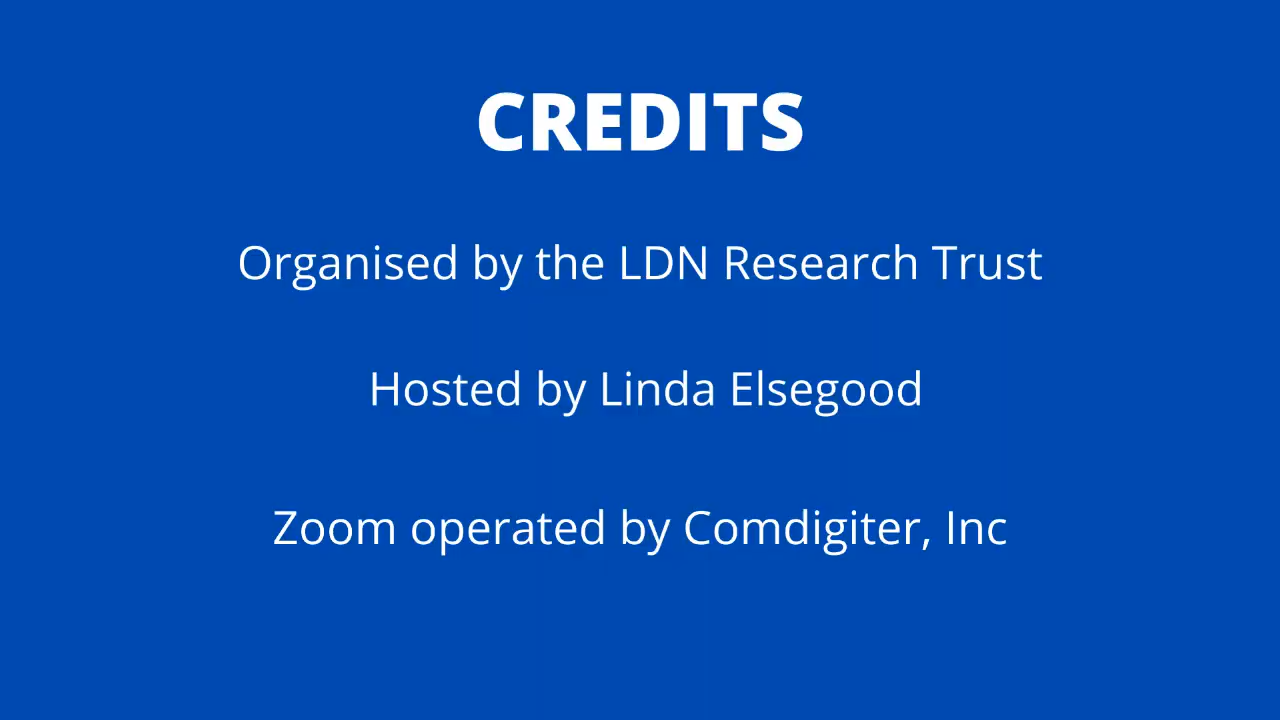 CREDITS
Organised by the LDN Research Trust
Hosted by Linda Elsegood
Zoom operated by Comdigiter, Inc